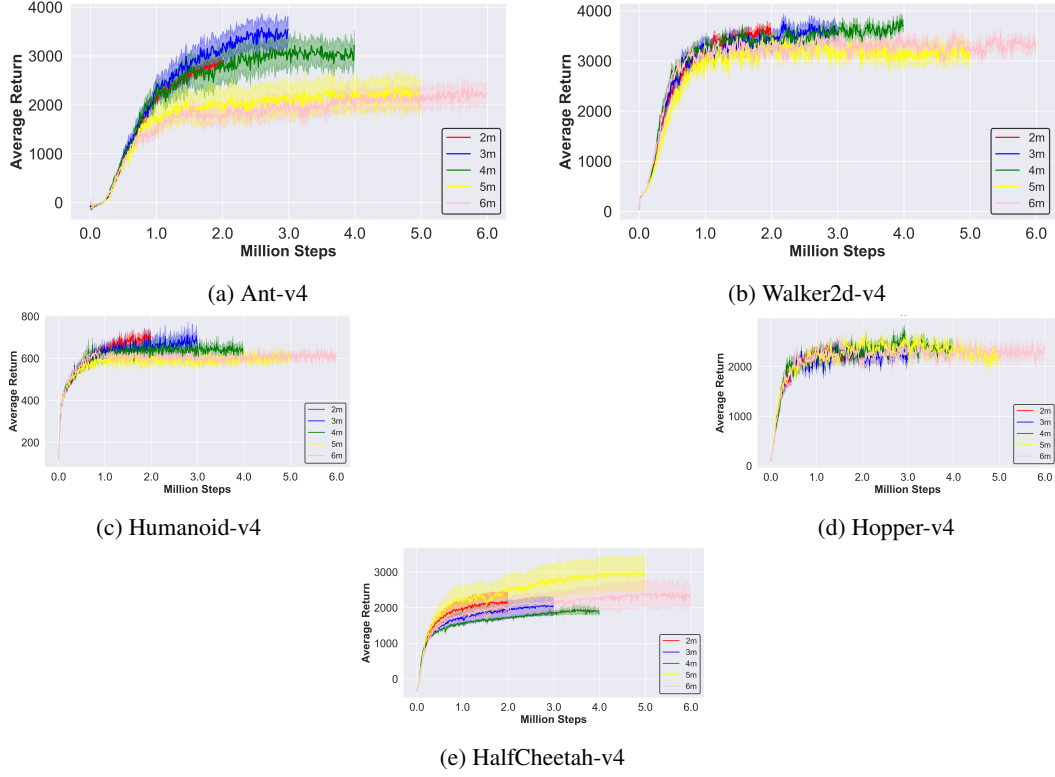 4000
3000
2000
1000
0
Average Return
0.0 1.0 2.0 3.0 4.0 5.0 6.0
Million Steps
2m
3m
4m
5m
6m
(a) Ant-v4
4000
3000
2000
1000
0
Average Return
0.0 1.0 2.0 3.0 4.0 5.0 6.0
Million Steps
2m
3m
4m
5m
6m
(b) Walker2d-v4
800
600
400
200
Average Return
0.0 1.0 2.0 3.0 4.0 5.0 6.0
Million Steps
2m
3m
4m
5m
6m
(c) Humanoid-v4
2000
1000
0
Average Return
0.0 1.0 2.0 3.0 4.0 5.0 6.0
Million Steps
2m
3m
4m
5m
6m
(d) Hopper-v4
3000
2000
1000
0
Average Return
0.0 1.0 2.0 3.0 4.0 5.0 6.0
Million Steps
2m
3m
4m
5m
6m
(e) HalfCheetah-v4